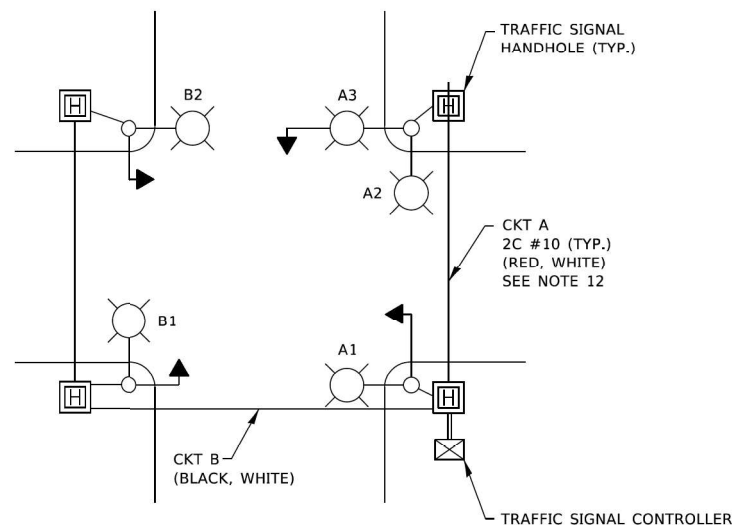 TRAFFIC SIGNAL
HANDHOLE (TYP.)
B2
A3
H
H
A2
CKT A
2C #10 (TYP.)
(RED, WHITE)
SEE NOTE 12
B1
A1
H
H
CKT B
(BLACK, WHITE)
TRAFFIC SIGNAL CONTROLLER